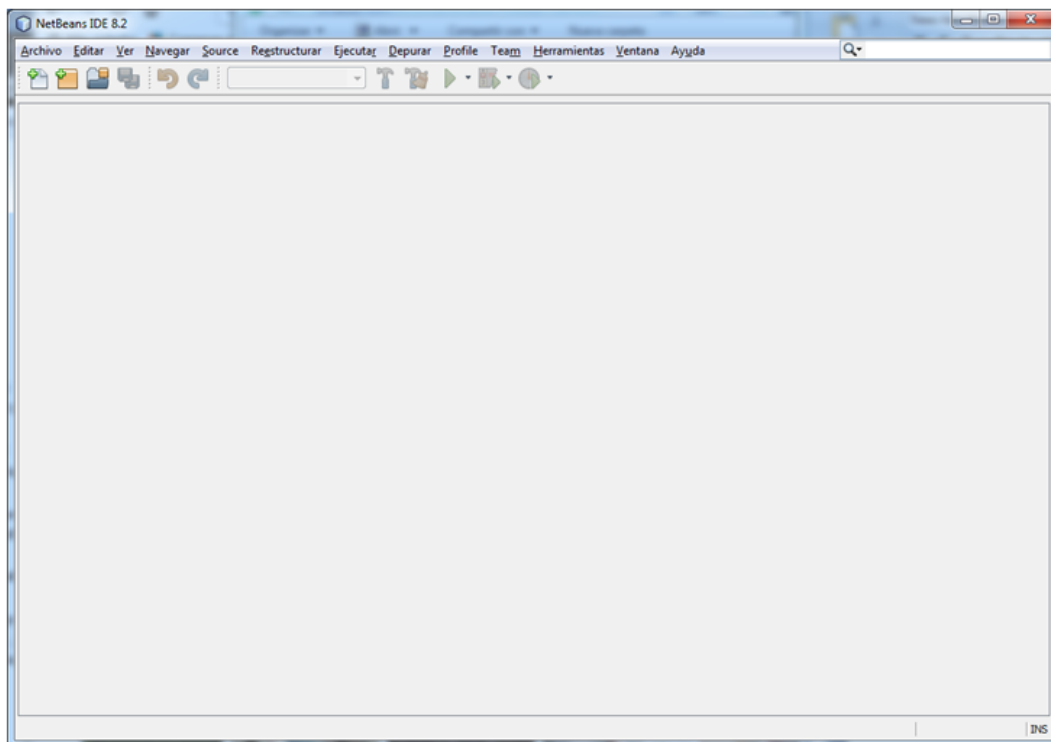 NetBeans IDE 8.2
Archivo Editar Ver Navegar Source Reestructurar Ejecutar Depurar Profile Team Herramientas Ventana Ayuda
INS